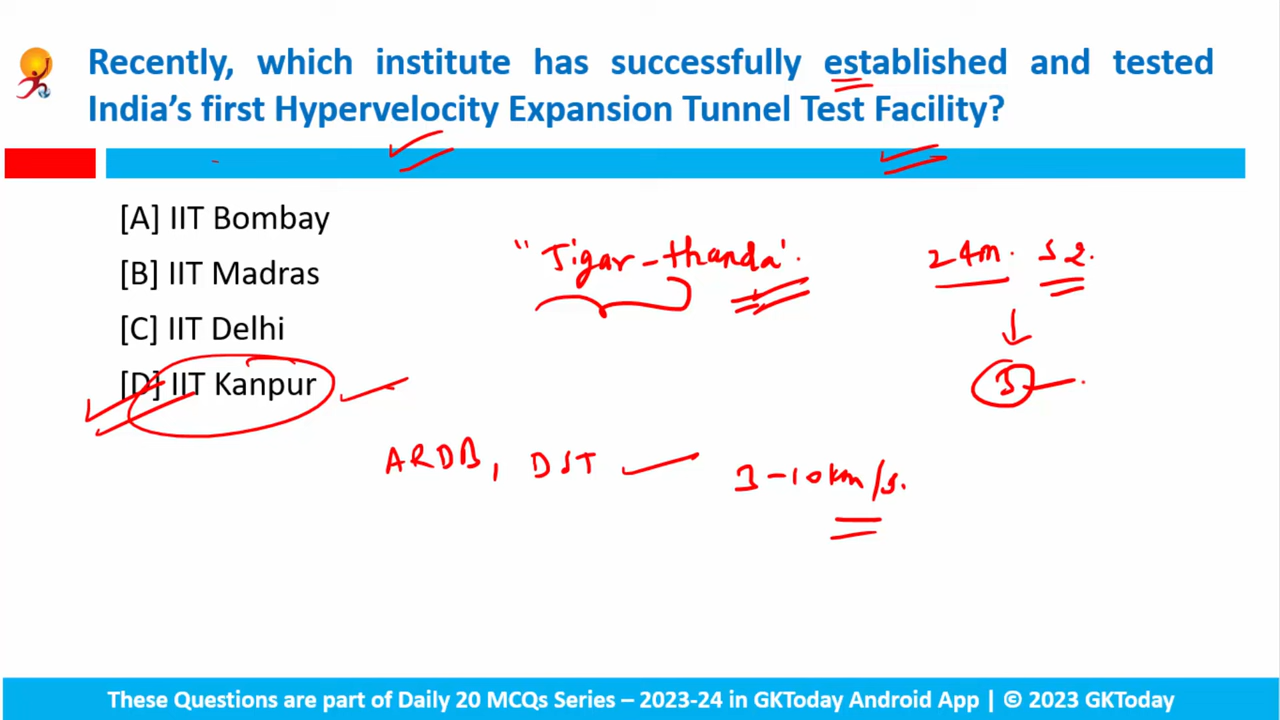 Recently, which institute has successfully established and tested
India's first Hypervelocity Expansion Tunnel Test Facility?
[A] IIT Bombay
[B] IIT Madras
"Jigar-thanda'. 24m. S2.
[C] IIT Delhi
[D] IIT Kanpur
ARDB, DST
3-10km/s.
These Questions are part of Daily 20 MCQs Series – 2023-24 in GKToday Android App | © 2023 GKToday